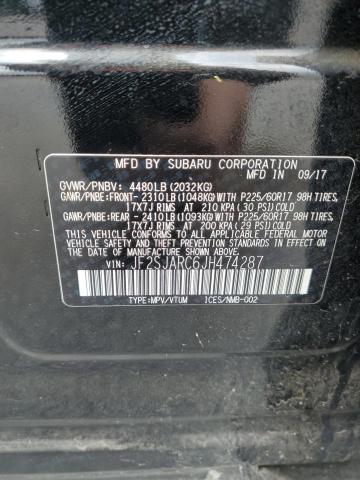 MFD BY SUBARU CORPORATION
MFD IN 09/17
GVWR/PNBV: 4480LB(2032KG)
GAWR/PNBE:FRONT-2310LB(1048KG)WITH P225/60R17 98H TIRES,
17X7J RIMS AT 210 KPA(30 PSI)COLD
GAWR/PNBE:REAR-2410LB(1093KG)WITH P225/60R17 98H TIRES,
17X7J RIMS AT 200 KPA(29 PSI)COLD
THIS VEHICLE CONFORMS TO ALL APPLICABLE
FEDERAL MOTOR VEHICLE SAFETY AND THEFT
PREVENTION STANDARDS IN EFFECT ON THE DATE
OF MANUFACTURE SHOWN ABOVE.
VIN: JF2SJARC6JH474287
TYPE:MPV/VTUM ICES/NMB-002